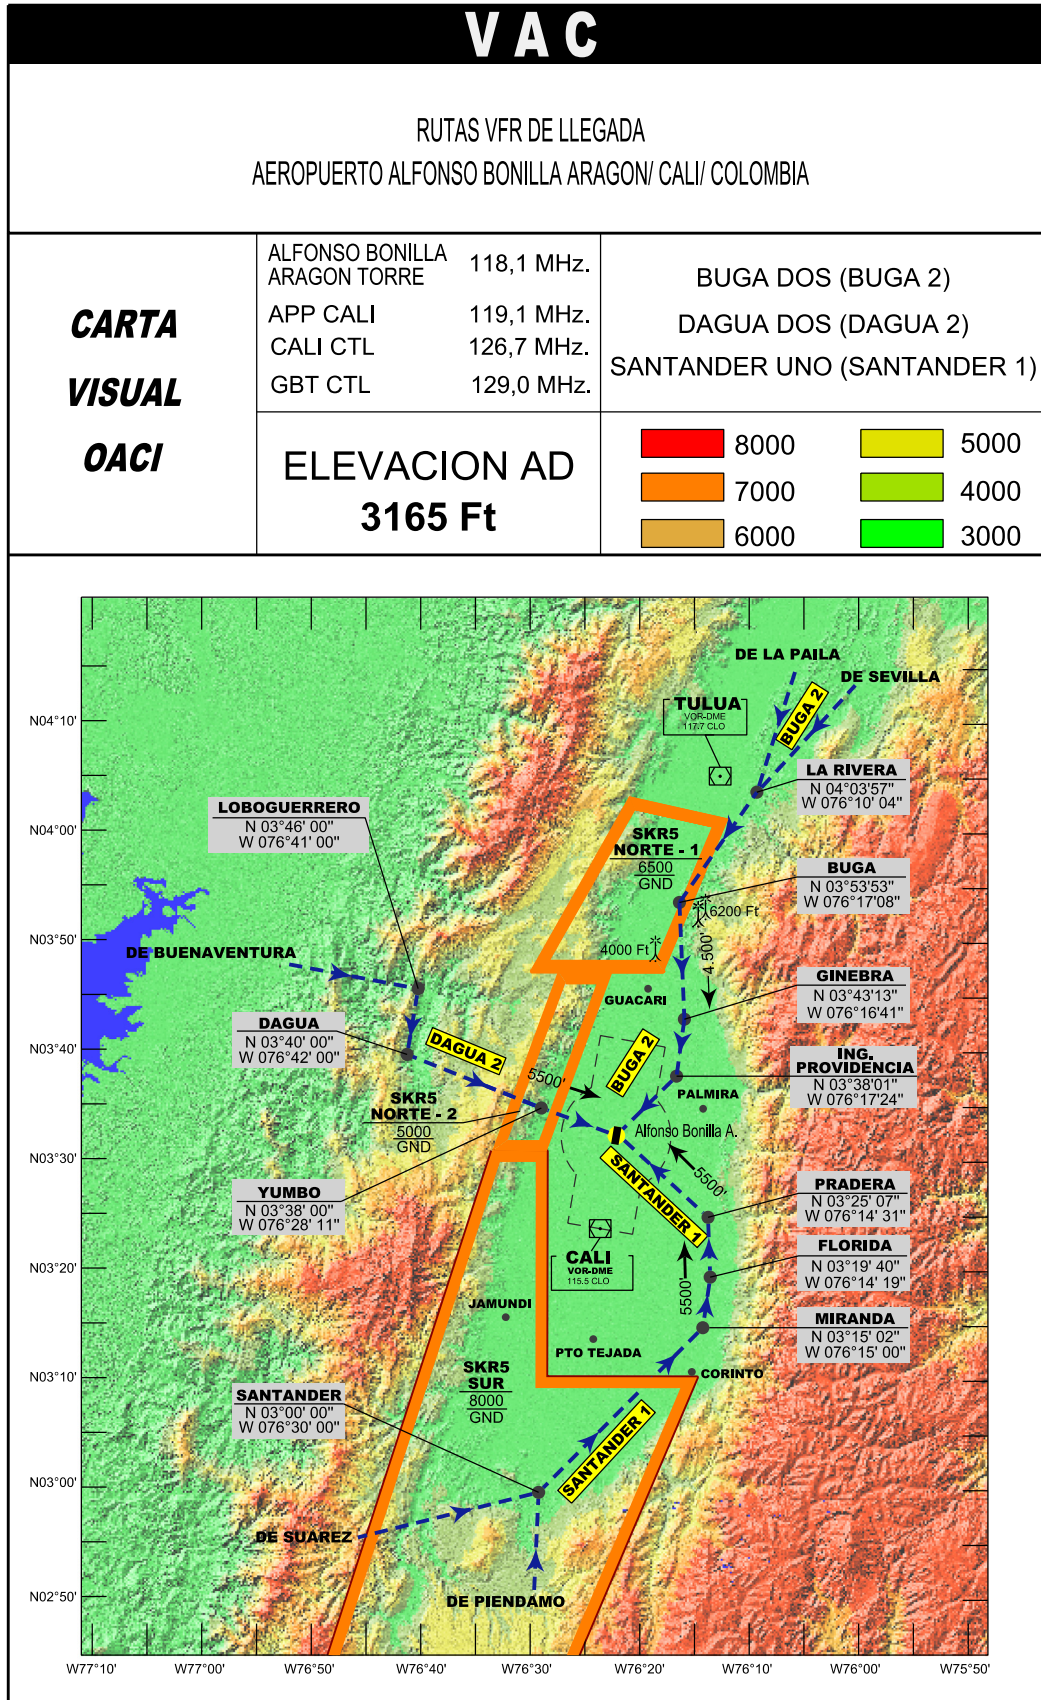 VAC
RUTAS VFR DE LLEGADA
AEROPUERTO ALFONSO BONILLA ARAGON/ CALI/ COLOMBIA
CARTA
VISUAL
OACI
ALFONSO BONILLA
ARAGON TORRE 118,1 MHz.
APP CALI 119,1 MHz.
CALI CTL 126,7 MHz.
GBT CTL 129,0 MHz.
ELEVACION AD
3165 Ft
BUGA DOS (BUGA 2)
DAGUA DOS (DAGUA 2)
SANTANDER UNO (SANTANDER 1)
8000 5000
7000 4000
6000 3000
DE LA PAILA
DE SEVILLA
BUGA 2
TULUA
VOR-DME
117.7 CLO
LA RIVERA
N 04°03'57"
W 076°10' 04"
LOBOGUERRERO
N 03°46' 00"
W 076°41' 00"
SKR5
NORTE - 1
6500
GND
BUGA
N 03°53'53"
W 076°17'08"
6200 Ft
4000 Ft
4.500'
DE BUENAVENTURA
GUACARI
GINEBRA
N 03°43'13"
W 076°16'41"
DAGUA
N 03°40' 00"
W 076°42' 00"
DAGUA 2
BUGA 2
5500'
ING.
PROVIDENCIA
N 03°38'01"
W 076°17'24"
PALMIRA
SKR5
NORTE - 2
5000
GND
Alfonso Bonilla A.
YUMBO
N 03°38' 00"
W 076°28' 11"
SANTANDER 1
5500'
PRADERA
N 03°25' 07"
W 076°14' 31"
CALI
VOR-DME
115.5 CLO
FLORIDA
N 03°19' 40"
W 076°14' 19"
5500'
JAMUNDI
MIRANDA
N 03°15' 02"
W 076°15' 00"
PTO TEJADA
CORINTO
SKR5
SUR
8000
GND
SANTANDER
N 03°00' 00"
W 076°30' 00"
SANTANDER 1
DE SUAREZ
DE PIENDAMO
N04°10'
N04°00'
N03°50'
N03°40'
N03°30'
N03°20'
N03°10'
N03°00'
N02°50'
W77°10' W77°00' W76°50' W76°40' W76°30' W76°20' W76°10' W76°00' W75°50'